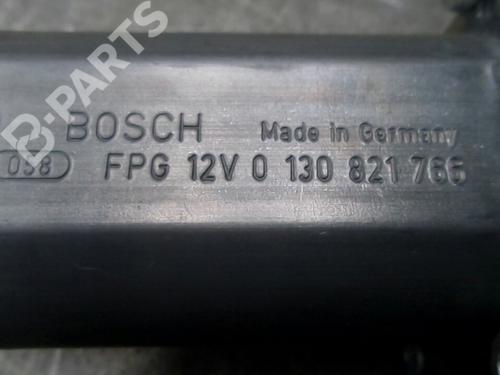 B-PARTS
BOSCH Made in Germany
038 FPG 12V 0 130 821 766